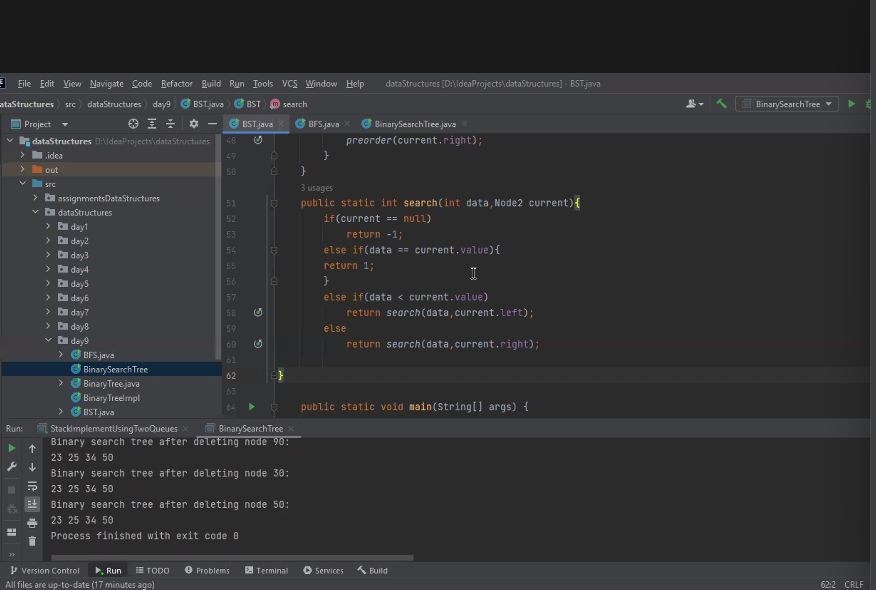 File Edit View Navigate Code Refactor Build Run Tools VCS Window Help dataStructures [D:\IdeaProjects\dataStructures] - BST.java
ataStructures src dataStructures day9 BST.java BST search BinarySearchTree
Project BST.java BFS.java BinarySearchTree.java
dataStructures D:\IdeaProjects\dataStructures
.idea
out
src
assignmentsDataStructures
dataStructures
day1
day2
day3
day4
day5
day6
day7
day8
day9
BFS.java
BinarySearchTree
BinaryTree.java
BinaryTreeImpl
BST.java
48 preorder(current.right);
49 }
50 }
3 usages
51 public static int search(int data,Node2 current){
52 if(current == null)
53 return -1;
54 else if(data == current.value){
55 return 1;
56 }
57 else if(data < current.value)
58 return search(data,current.left);
59 else
60 return search(data,current.right);
61
62 }
63
64 public static void main(String[] args) {
Run: StackImplementUsingTwoQueues BinarySearchTree
Binary search tree after deleting node 90:
23 25 34 50
Binary search tree after deleting node 30:
23 25 34 50
Binary search tree after deleting node 50:
23 25 34 50
Process finished with exit code 0
Version Control Run TODO Problems Terminal Services Build
All files are up-to-date (17 minutes ago) 62:2 CRLF